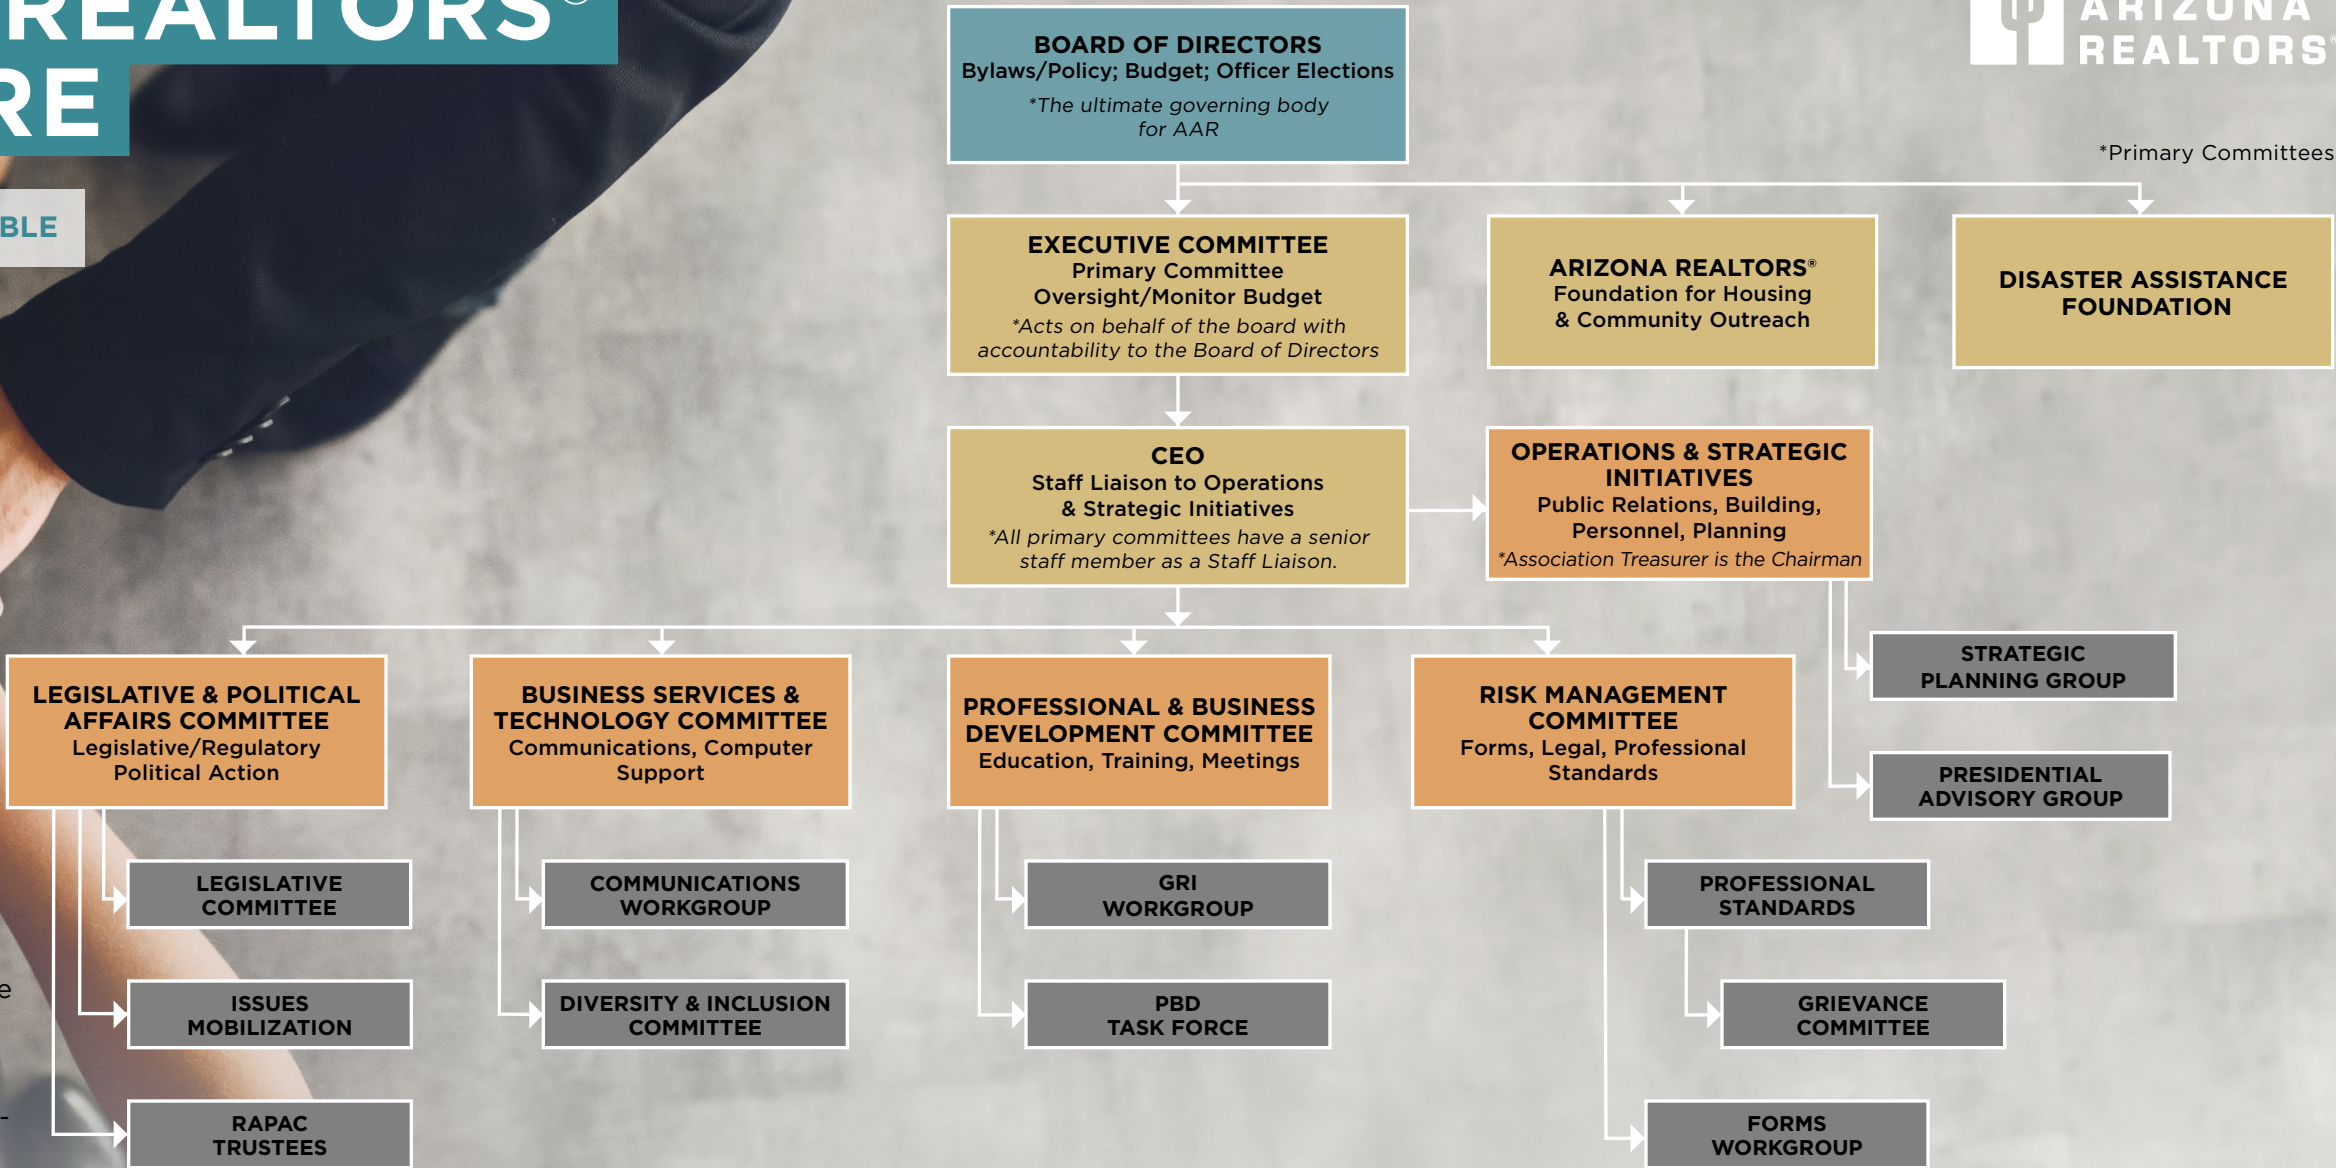 REALTORS®
RE
BLE
ARIZONA
REALTORS®
*Primary Committees
BOARD OF DIRECTORS
Bylaws/Policy; Budget; Officer Elections
*The ultimate governing body
for AAR
EXECUTIVE COMMITTEE
Primary Committee
Oversight/Monitor Budget
*Acts on behalf of the board with
accountability to the Board of Directors
ARIZONA REALTORS®
Foundation for Housing
& Community Outreach
DISASTER ASSISTANCE
FOUNDATION
CEO
Staff Liaison to Operations
& Strategic Initiatives
*All primary committees have a senior
staff member as a Staff Liaison.
OPERATIONS & STRATEGIC
INITIATIVES
Public Relations, Building,
Personnel, Planning
*Association Treasurer is the Chairman
STRATEGIC
PLANNING GROUP
PRESIDENTIAL
ADVISORY GROUP
LEGISLATIVE & POLITICAL
AFFAIRS COMMITTEE
Legislative/Regulatory
Political Action
BUSINESS SERVICES &
TECHNOLOGY COMMITTEE
Communications, Computer
Support
PROFESSIONAL & BUSINESS
DEVELOPMENT COMMITTEE
Education, Training, Meetings
RISK MANAGEMENT
COMMITTEE
Forms, Legal, Professional
Standards
LEGISLATIVE
COMMITTEE
ISSUES
MOBILIZATION
RAPAC
TRUSTEES
COMMUNICATIONS
WORKGROUP
DIVERSITY & INCLUSION
COMMITTEE
GRI
WORKGROUP
PBD
TASK FORCE
PROFESSIONAL
STANDARDS
GRIEVANCE
COMMITTEE
FORMS
WORKGROUP
e
-